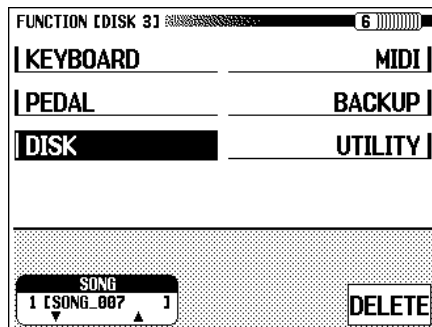 FUNCTION [DISK 3] 6
KEYBOARD MIDI
PEDAL BACKUP
DISK UTILITY
SONG
1 [SONG_007 ]
DELETE